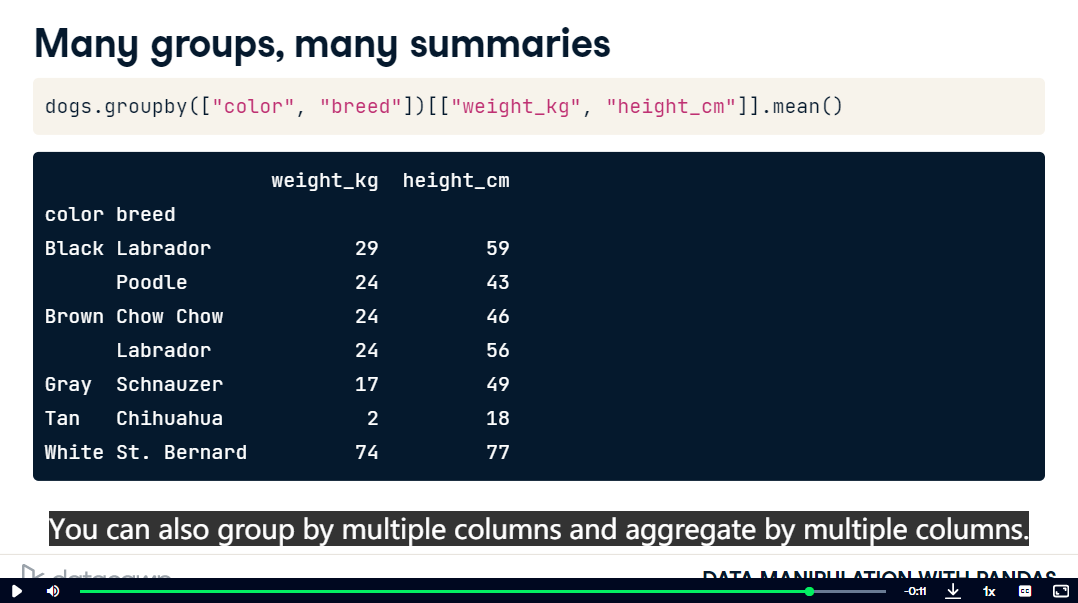 Many groups, many summaries
dogs.groupby(["color", "breed"])[["weight_kg", "height_cm"]].mean()
weight_kg height_cm
color breed
Black Labrador 29 59
Poodle 24 43
Brown Chow Chow 24 46
Labrador 24 56
Gray Schnauzer 17 49
Tan Chihuahua 2 18
White St. Bernard 74 77
You can also group by multiple columns and aggregate by multiple columns.
datacamp
DATA MANIPULATION WITH PANDAS
-0:11
1x
CC